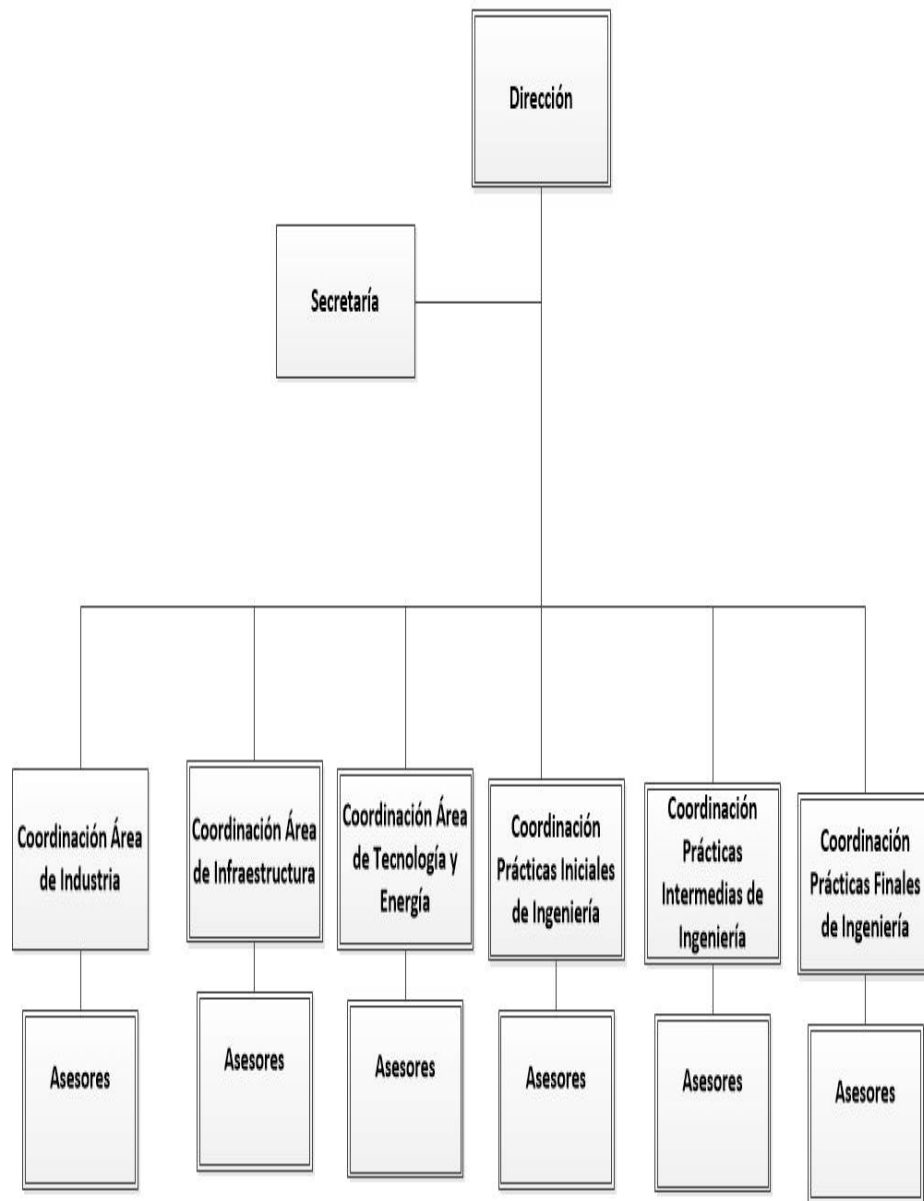 Dirección
Secretaría
Coordinación Área
de Industria
Coordinación Área
de Infraestructura
Coordinación Área
de Tecnología y
Energía
Coordinación
Prácticas Iniciales
de Ingeniería
Coordinación
Prácticas
Intermedias de
Ingeniería
Coordinación
Prácticas Finales
de Ingeniería
Asesores
Asesores
Asesores
Asesores
Asesores
Asesores